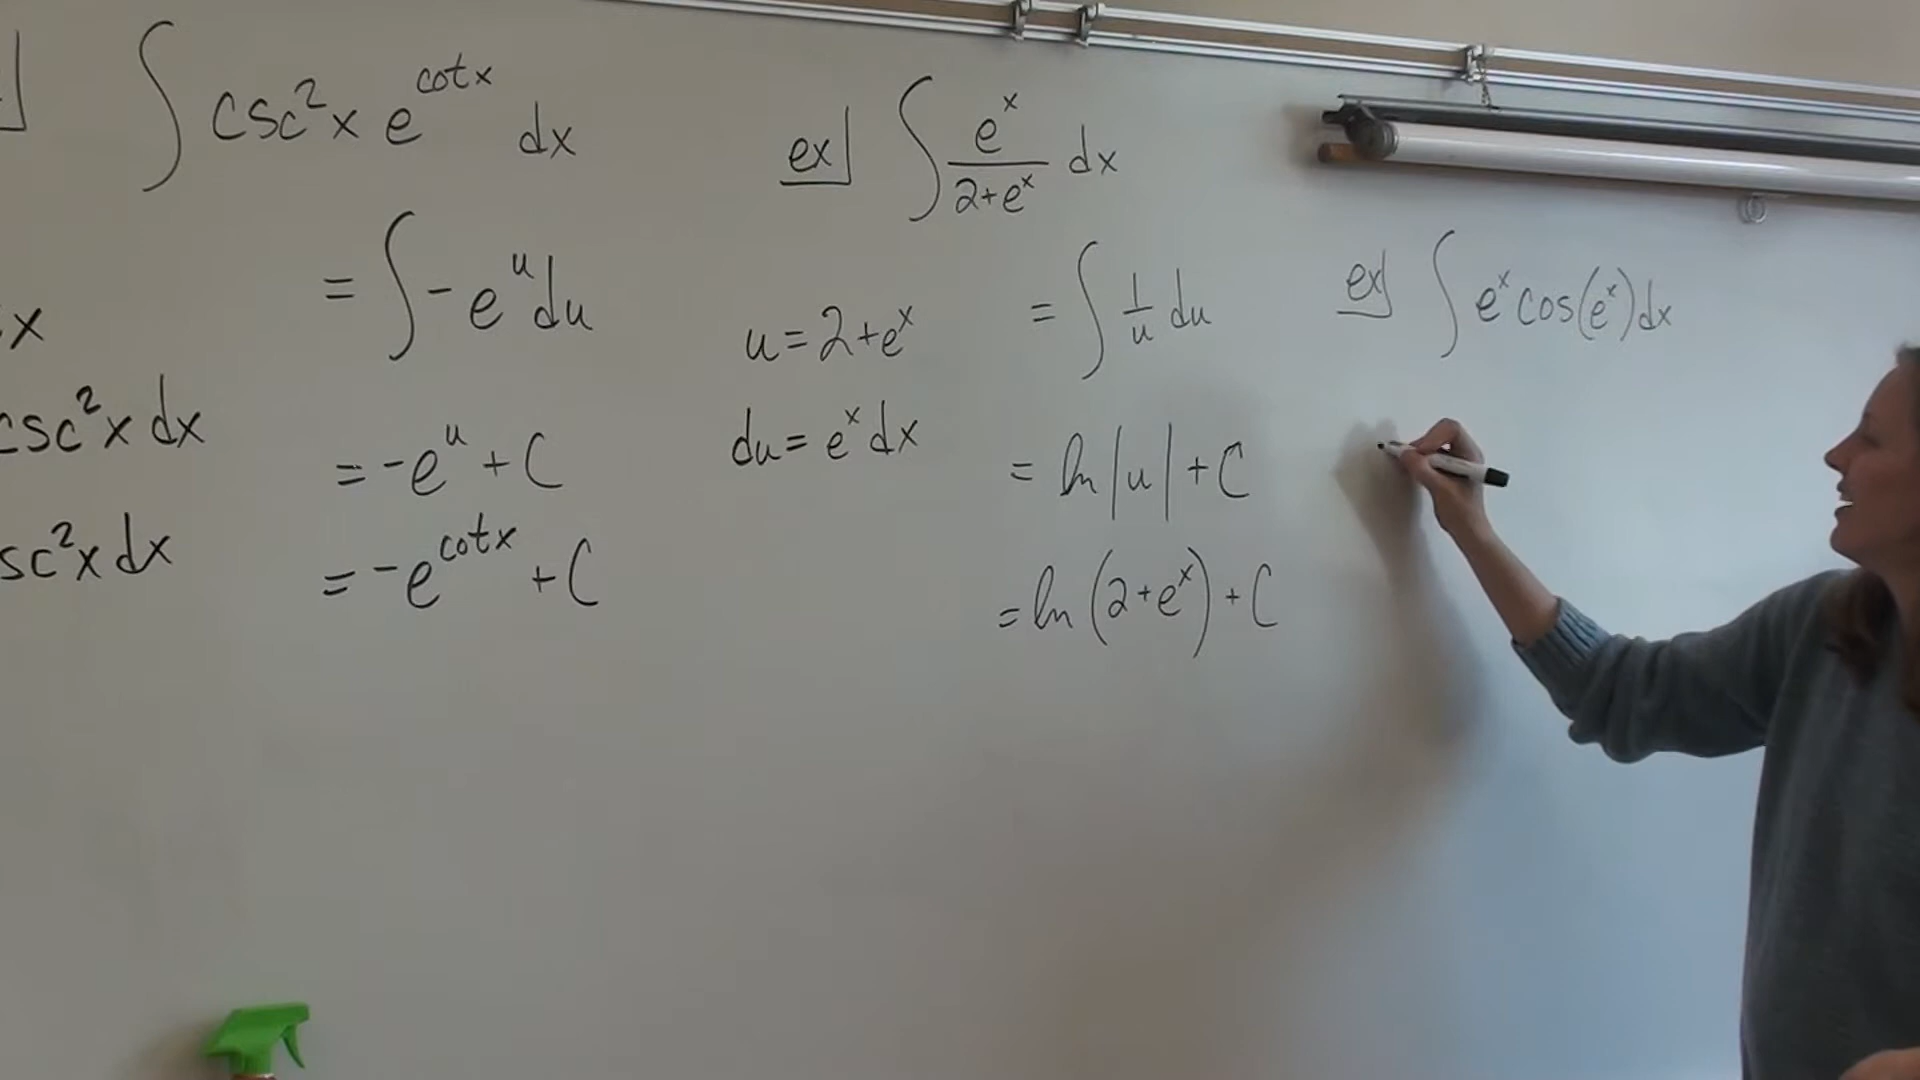 ∫ csc²x e^(cotx) dx
= ∫ -e^u du
x
csc²x dx
= -e^u + C
sc²x dx
= -e^(cotx) + C
ex] ∫ e^x/(2+e^x) dx
u = 2+e^x
du = e^x dx
= ∫ 1/u du
= ln|u| + C
= ln(2+e^x) + C
ex] ∫ e^x cos(e^x) dx